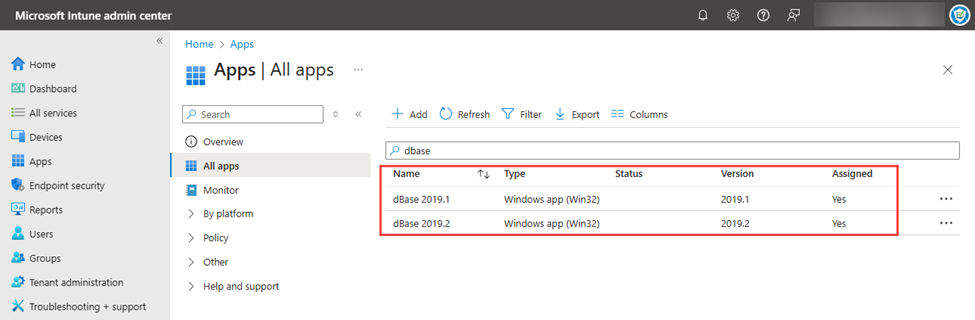 Microsoft Intune admin center
Home
Dashboard
All services
Devices
Apps
Endpoint security
Reports
Users
Groups
Tenant administration
Troubleshooting + support
Home > Apps
Apps | All apps
Search
Overview
All apps
Monitor
By platform
Policy
Other
Help and support
Add Refresh Filter Export Columns
dbase
Name Type Status Version Assigned
dBase 2019.1 Windows app (Win32) 2019.1 Yes
dBase 2019.2 Windows app (Win32) 2019.2 Yes